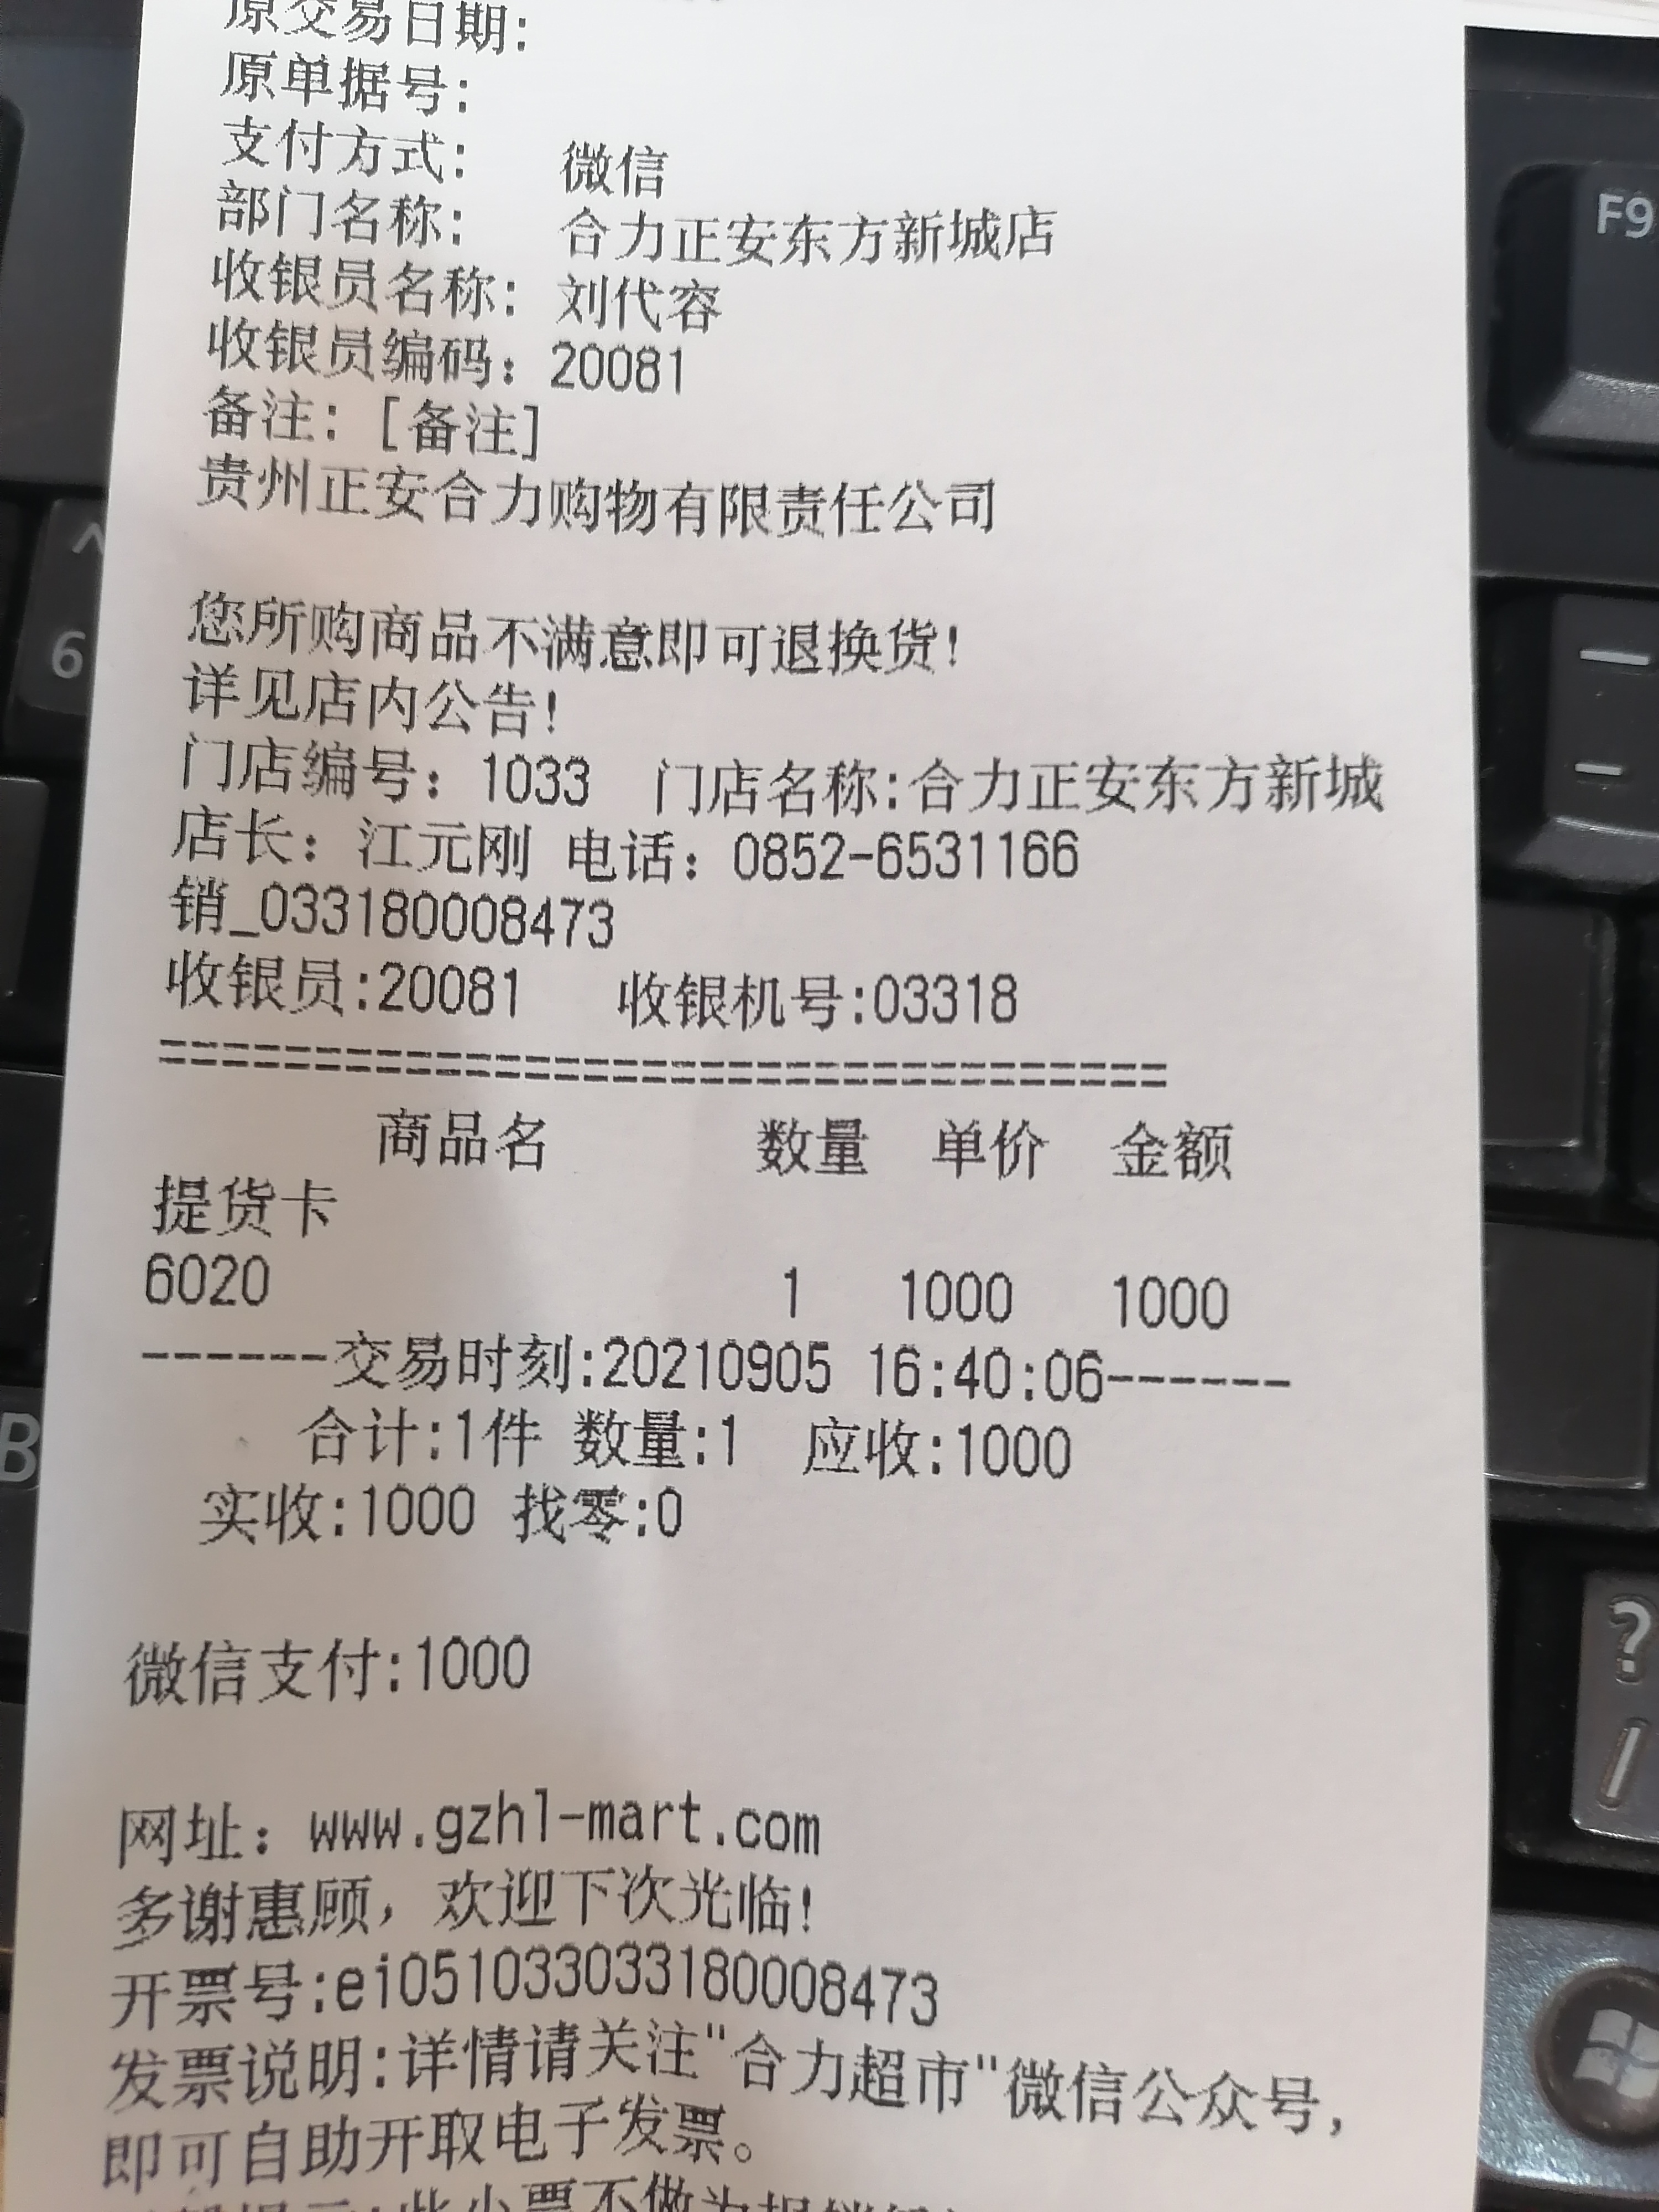 原交易日期:
原单据号:
支付方式: 微信
部门名称: 合力正安东方新城店
收银员名称: 刘代容
收银员编码: 20081
备注: [备注]
贵州正安合力购物有限责任公司
您所购商品不满意即可退换货!
详见店内公告!
门店编号: 1033 门店名称:合力正安东方新城
店长: 江元刚 电话: 0852-6531166
销_033180008473
收银员:20081 收银机号:03318
==================================
商品名 数量 单价 金额
提货卡
6020 1 1000 1000
------交易时刻:20210905 16:40:06------
合计:1件 数量:1 应收:1000
实收:1000 找零:0
微信支付:1000
网址: www.gzhl-mart.com
多谢惠顾, 欢迎下次光临!
开票号:ei051033033180008473
发票说明:详情请关注"合力超市"微信公众号,
即可自助开取电子发票。
此小票不做为报销
F9
6
B
?
/